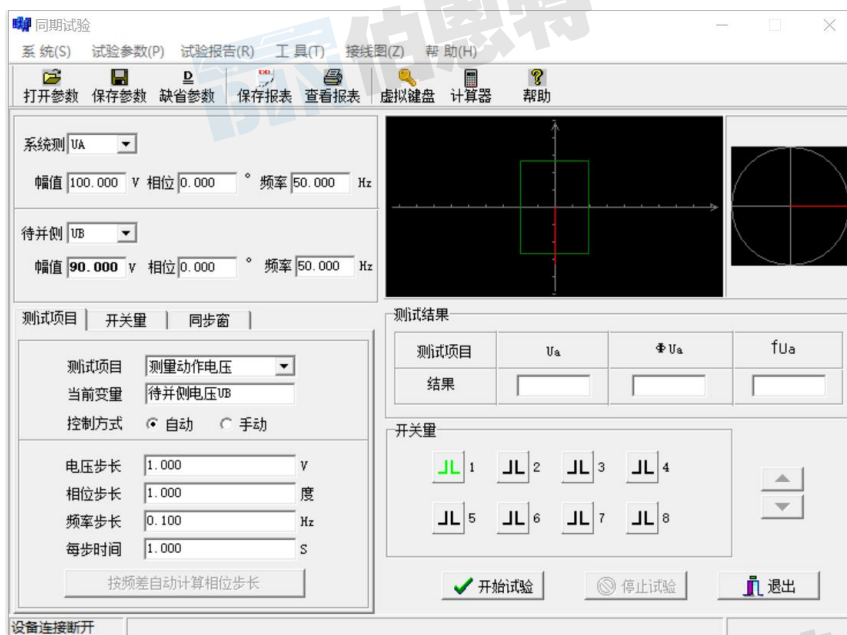 伯恩特
同期试验
系 统(S) 试验参数(P) 试验报告(R) 工 具(T) 接线图(Z) 帮 助(H)
打开参数 保存参数 缺省参数 保存报表 查看报表 虚拟键盘 计算器 帮助
系统测 UA
幅值 100.000 V 相位 0.000 ° 频率 50.000 Hz
待并侧 UB
幅值 90.000 V 相位 0.000 ° 频率 50.000 Hz
测试项目 开关量 同步窗
测试项目 测量动作电压
当前变量 待并侧电压UB
控制方式 自动 手动
电压步长 1.000 V
相位步长 1.000 度
频率步长 0.100 Hz
每步时间 1.000 S
按频差自动计算相位步长
测试结果
测试项目 Ua ΦUa fUa
结果
开关量
1 2 3 4
5 6 7 8
开始试验 停止试验 退出
设备连接断开